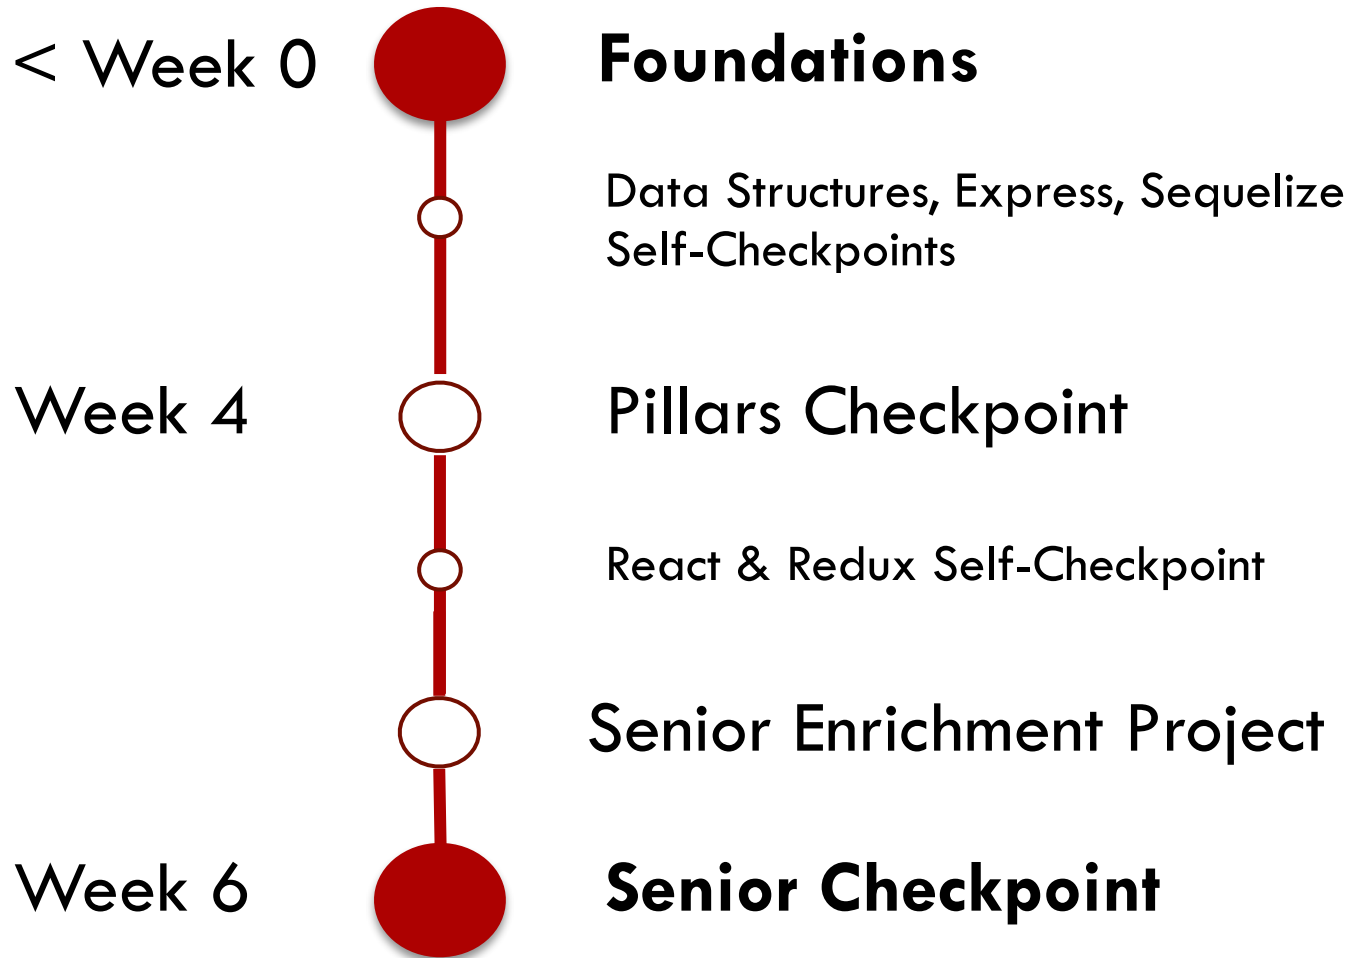 < Week 0
Foundations
Data Structures, Express, Sequelize
Self-Checkpoints
Week 4
Pillars Checkpoint
React & Redux Self-Checkpoint
Senior Enrichment Project
Week 6
Senior Checkpoint